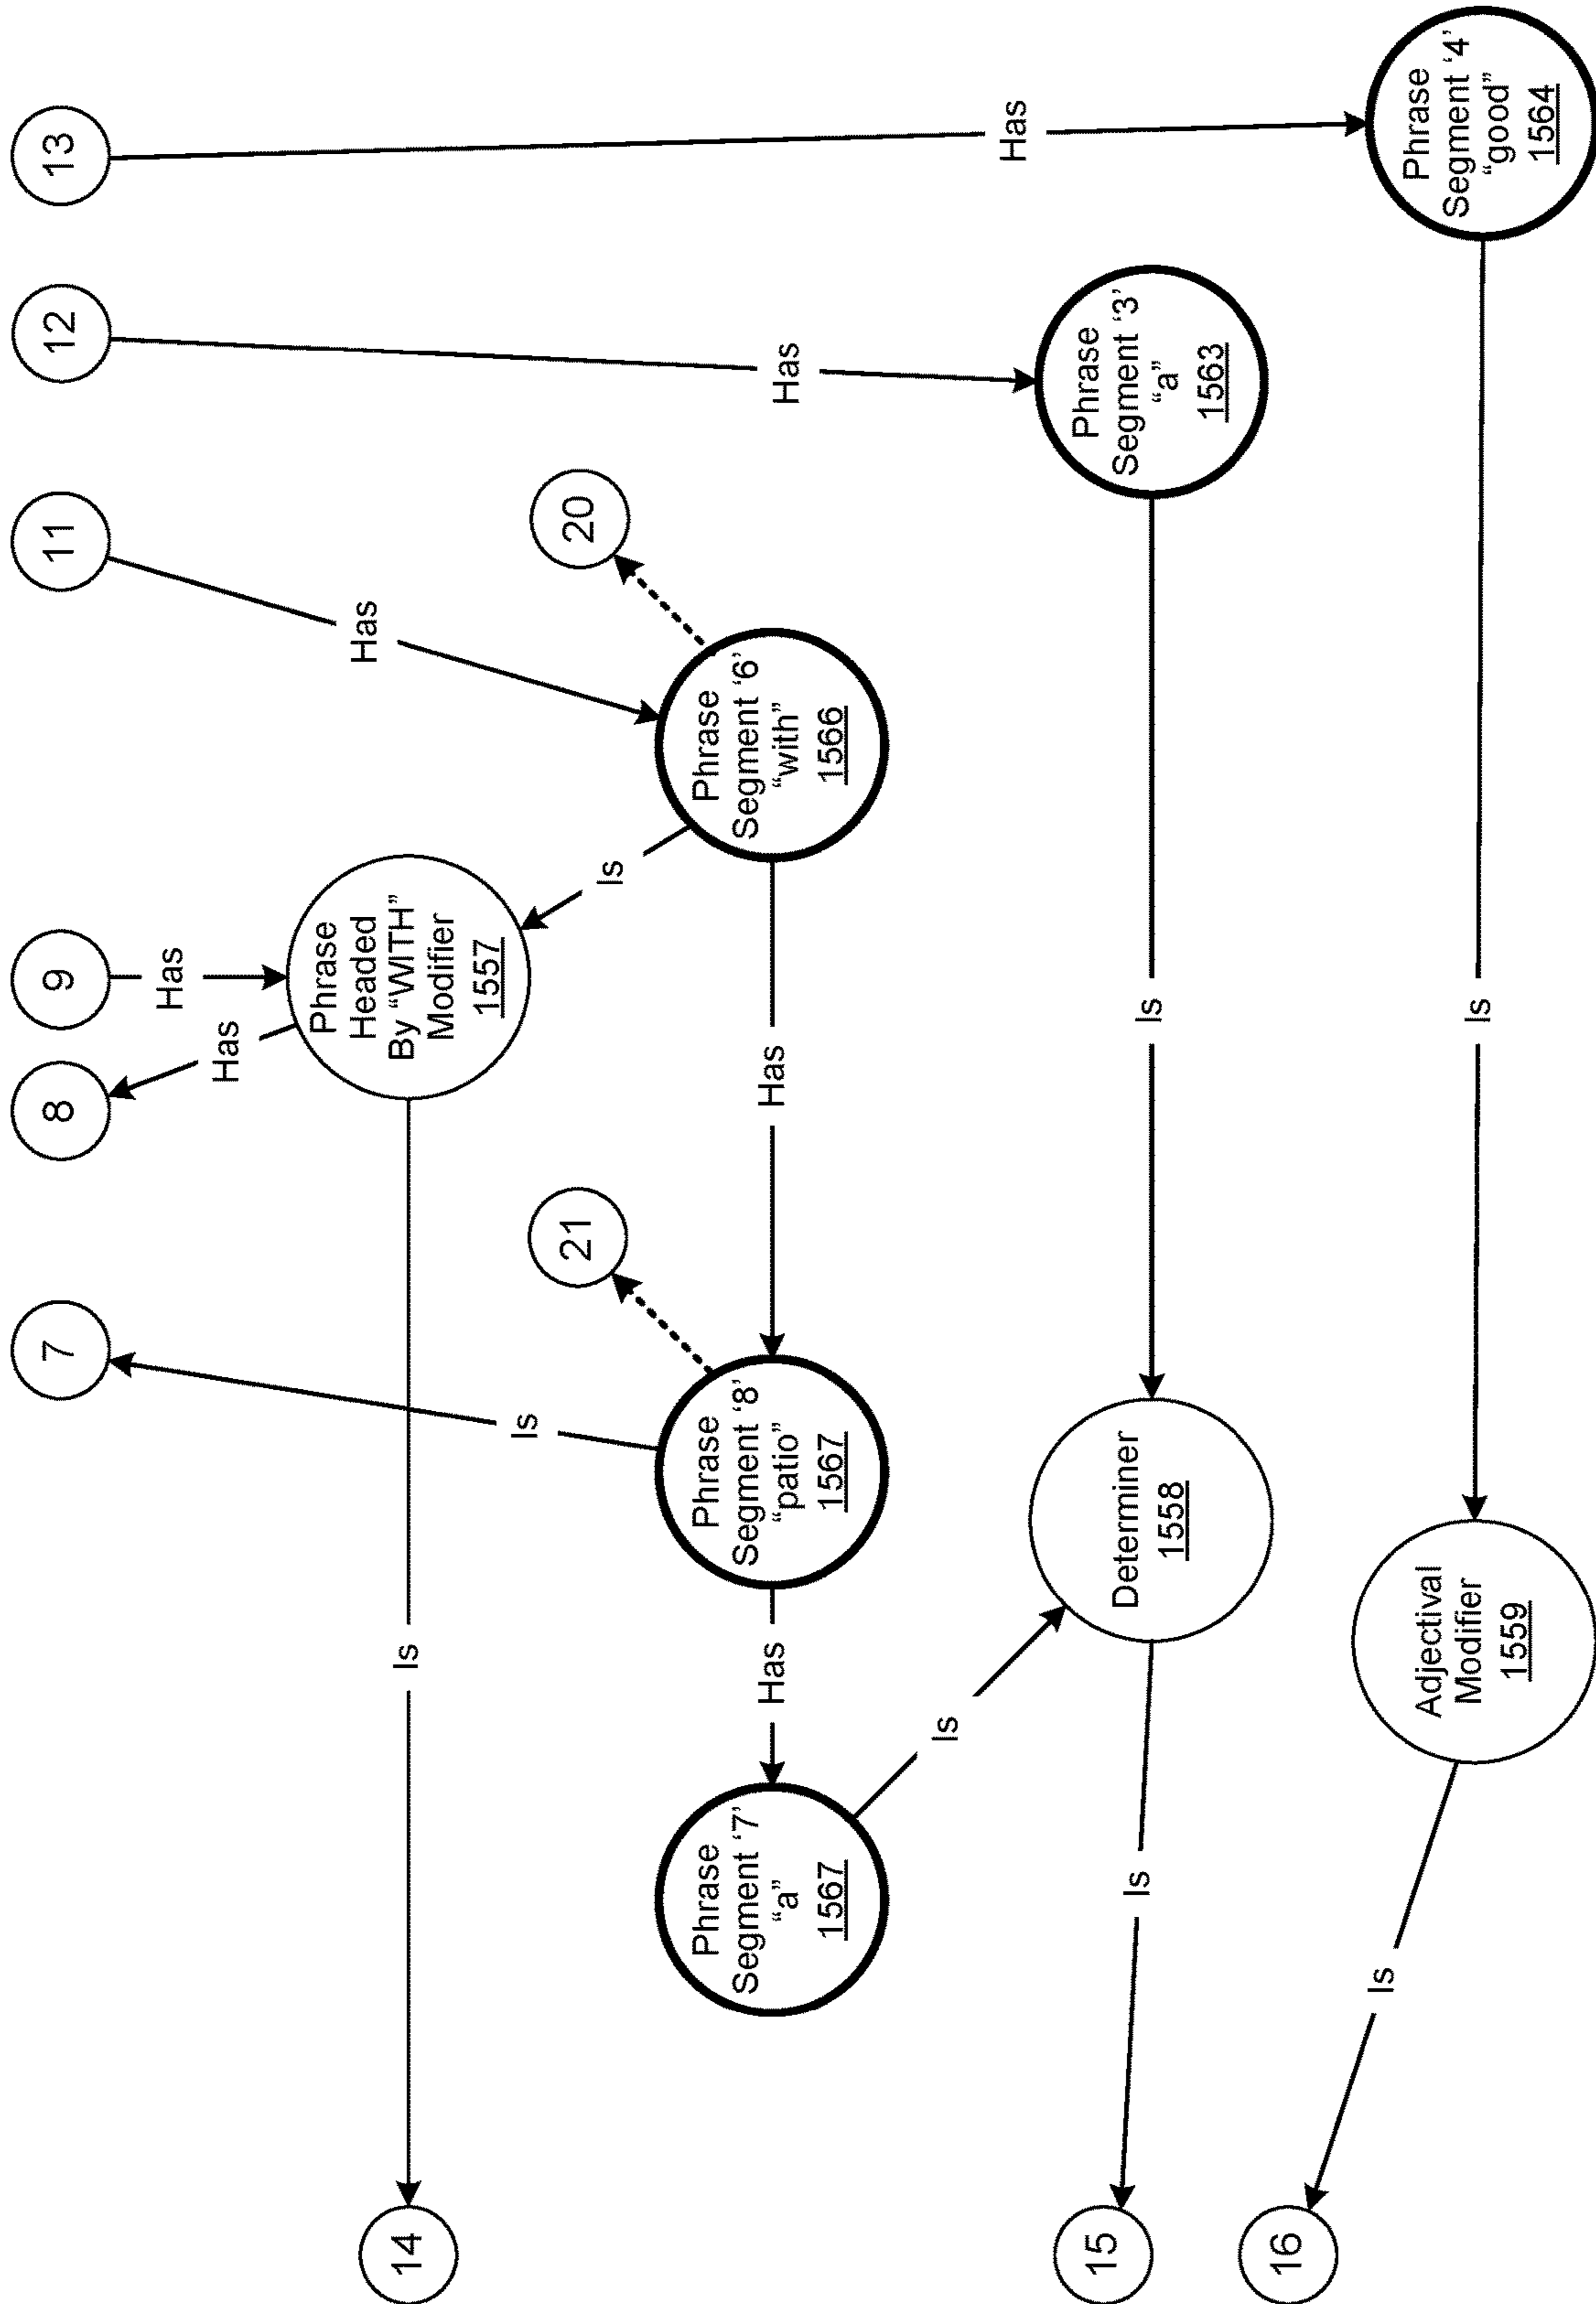 7
8
9
11
12
13
Has
Has
Has
Phrase
Headed
By "WITH"
Modifier
1557
14
Is
Is
21
20
Is
Phrase
Segment ‘7’
“a”
1567
Has
Phrase
Segment ‘8’
“patio”
1567
Has
Phrase
Segment ‘6’
“with”
1566
Has
Is
Has
15
Is
Determiner
1558
Is
Phrase
Segment ‘3’
“a”
1563
16
Is
Adjectival
Modifier
1559
Is
Phrase
Segment ‘4’
“good”
1564